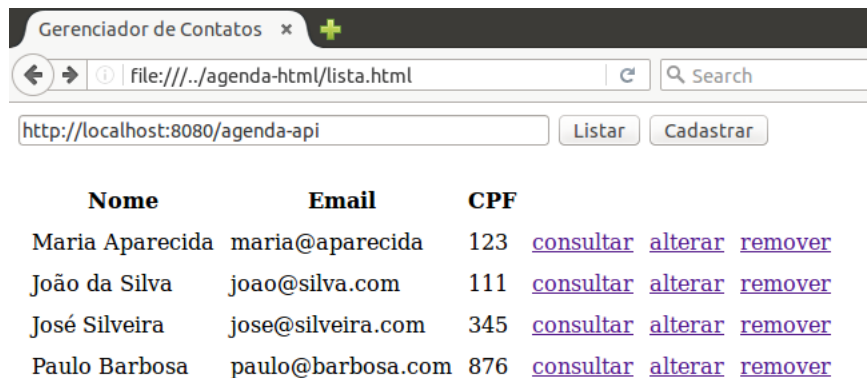 Gerenciador de Contatos ×
file:///../agenda-html/lista.html Search
http://localhost:8080/agenda-api Listar Cadastrar
Nome Email CPF
Maria Aparecida maria@aparecida 123 consultar alterar remover
João da Silva joao@silva.com 111 consultar alterar remover
José Silveira jose@silveira.com 345 consultar alterar remover
Paulo Barbosa paulo@barbosa.com 876 consultar alterar remover